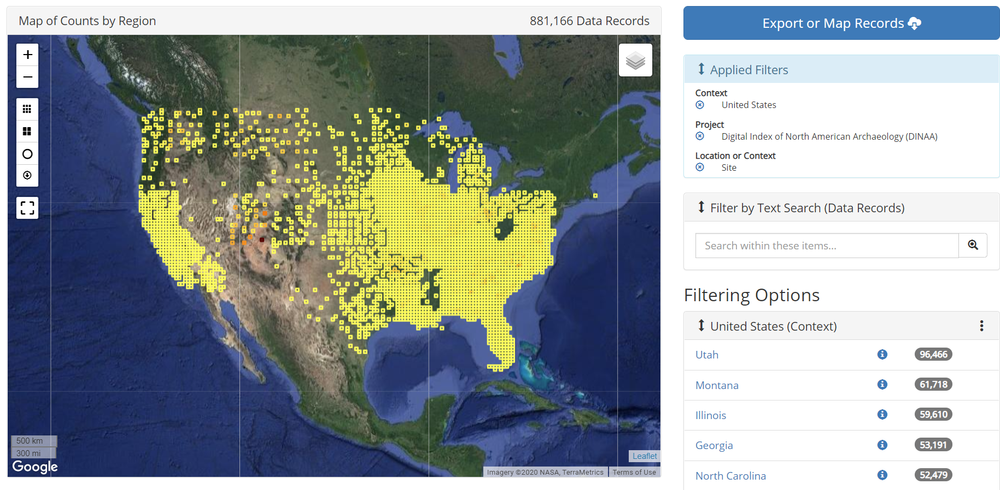 Map of Counts by Region
881,166 Data Records
+
−
500 km
300 mi
Google
Leaflet
Imagery ©2020 NASA, TerraMetrics
Terms of Use
Export or Map Records
Applied Filters
Context
United States
Project
Digital Index of North American Archaeology (DINAA)
Location or Context
Site
Filter by Text Search (Data Records)
Search within these items...
Filtering Options
United States (Context)
Utah 96,466
Montana 61,718
Illinois 59,610
Georgia 53,191
North Carolina 52,479